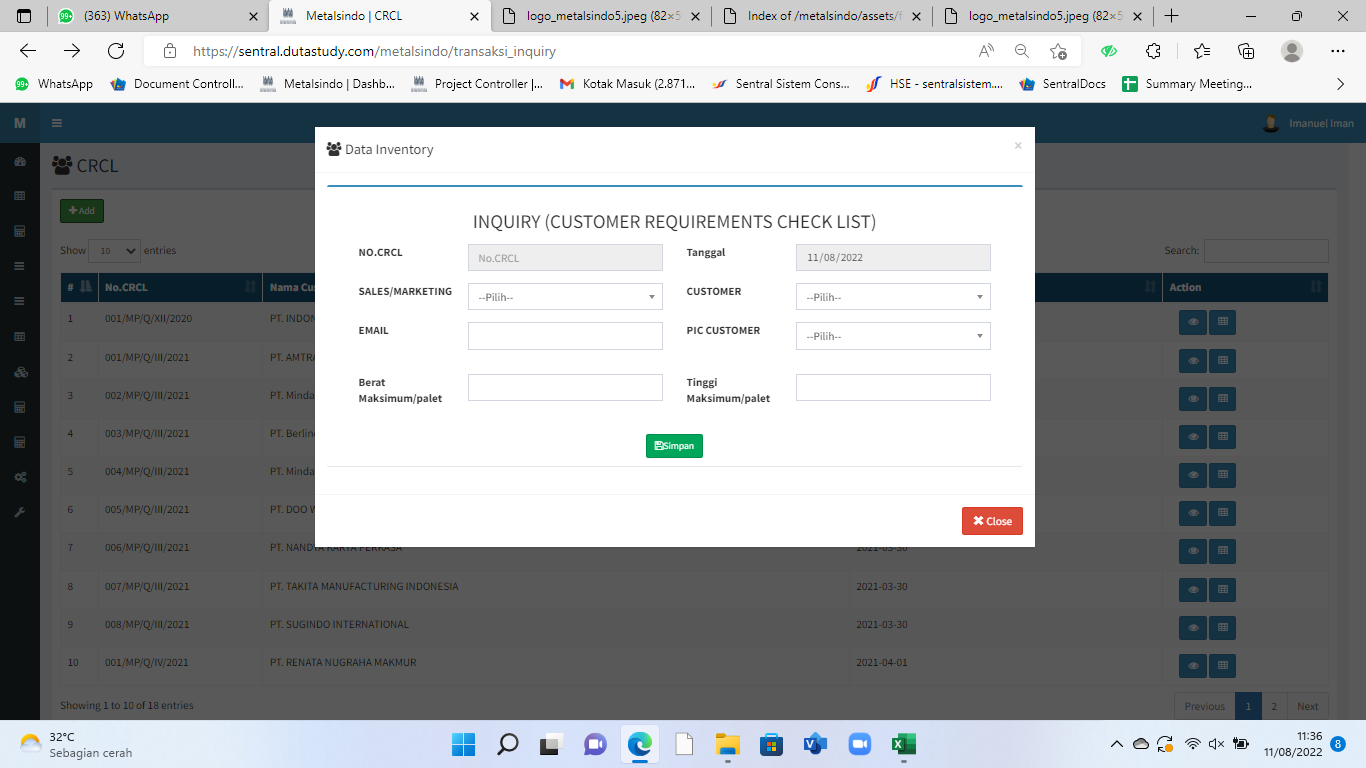 (363) WhatsApp
Metalsindo | CRCL
logo_metalsindo5.jpeg (82×5
Index of /metalsindo/assets/f
logo_metalsindo5.jpeg (82×5
https://sentral.dutastudy.com/metalsindo/transaksi_inquiry
99+ WhatsApp
Document Controll...
Metalsindo | Dashb...
Project Controller |...
Kotak Masuk (2.871...
Sentral Sistem Cons...
HSE - sentralsistem....
SentralDocs
Summary Meeting...
M
Imanuel Iman
CRCL
Add
Show 10 entries
Search:
# No.CRCL Nama Cus Action
Data Inventory ×
INQUIRY (CUSTOMER REQUIREMENTS CHECK LIST)
NO.CRCL No.CRCL Tanggal 11/08/2022
SALES/MARKETING --Pilih-- CUSTOMER --Pilih--
EMAIL PIC CUSTOMER --Pilih--
Berat Maksimum/palet
Tinggi Maksimum/palet
Simpan
Close
1 001/MP/Q/XII/2020 PT. INDON
2 001/MP/Q/III/2021 PT. AMTRA
3 002/MP/Q/III/2021 PT. Minda
4 003/MP/Q/III/2021 PT. Berlin
5 004/MP/Q/III/2021 PT. Minda
6 005/MP/Q/III/2021 PT. DOO W
7 006/MP/Q/III/2021 PT. NANDYA KARYA PERKASA 2021-03-30
8 007/MP/Q/III/2021 PT. TAKITA MANUFACTURING INDONESIA 2021-03-30
9 008/MP/Q/III/2021 PT. SUGINDO INTERNATIONAL 2021-03-30
10 001/MP/Q/IV/2021 PT. RENATA NUGRAHA MAKMUR 2021-04-01
Showing 1 to 10 of 18 entries
Previous 1 2 Next
32°C
Sebagian cerah
11:36
11/08/2022
8